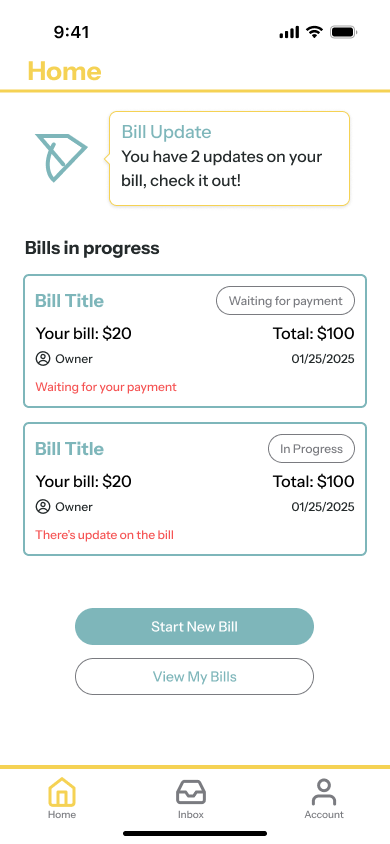 9:41
Home
Bill Update
You have 2 updates on your
bill, check it out!
Bills in progress
Bill Title
Waiting for payment
Your bill: $20
Total: $100
Owner
01/25/2025
Waiting for your payment
Bill Title
In Progress
Your bill: $20
Total: $100
Owner
01/25/2025
There's update on the bill
Start New Bill
View My Bills
Home
Inbox
Account